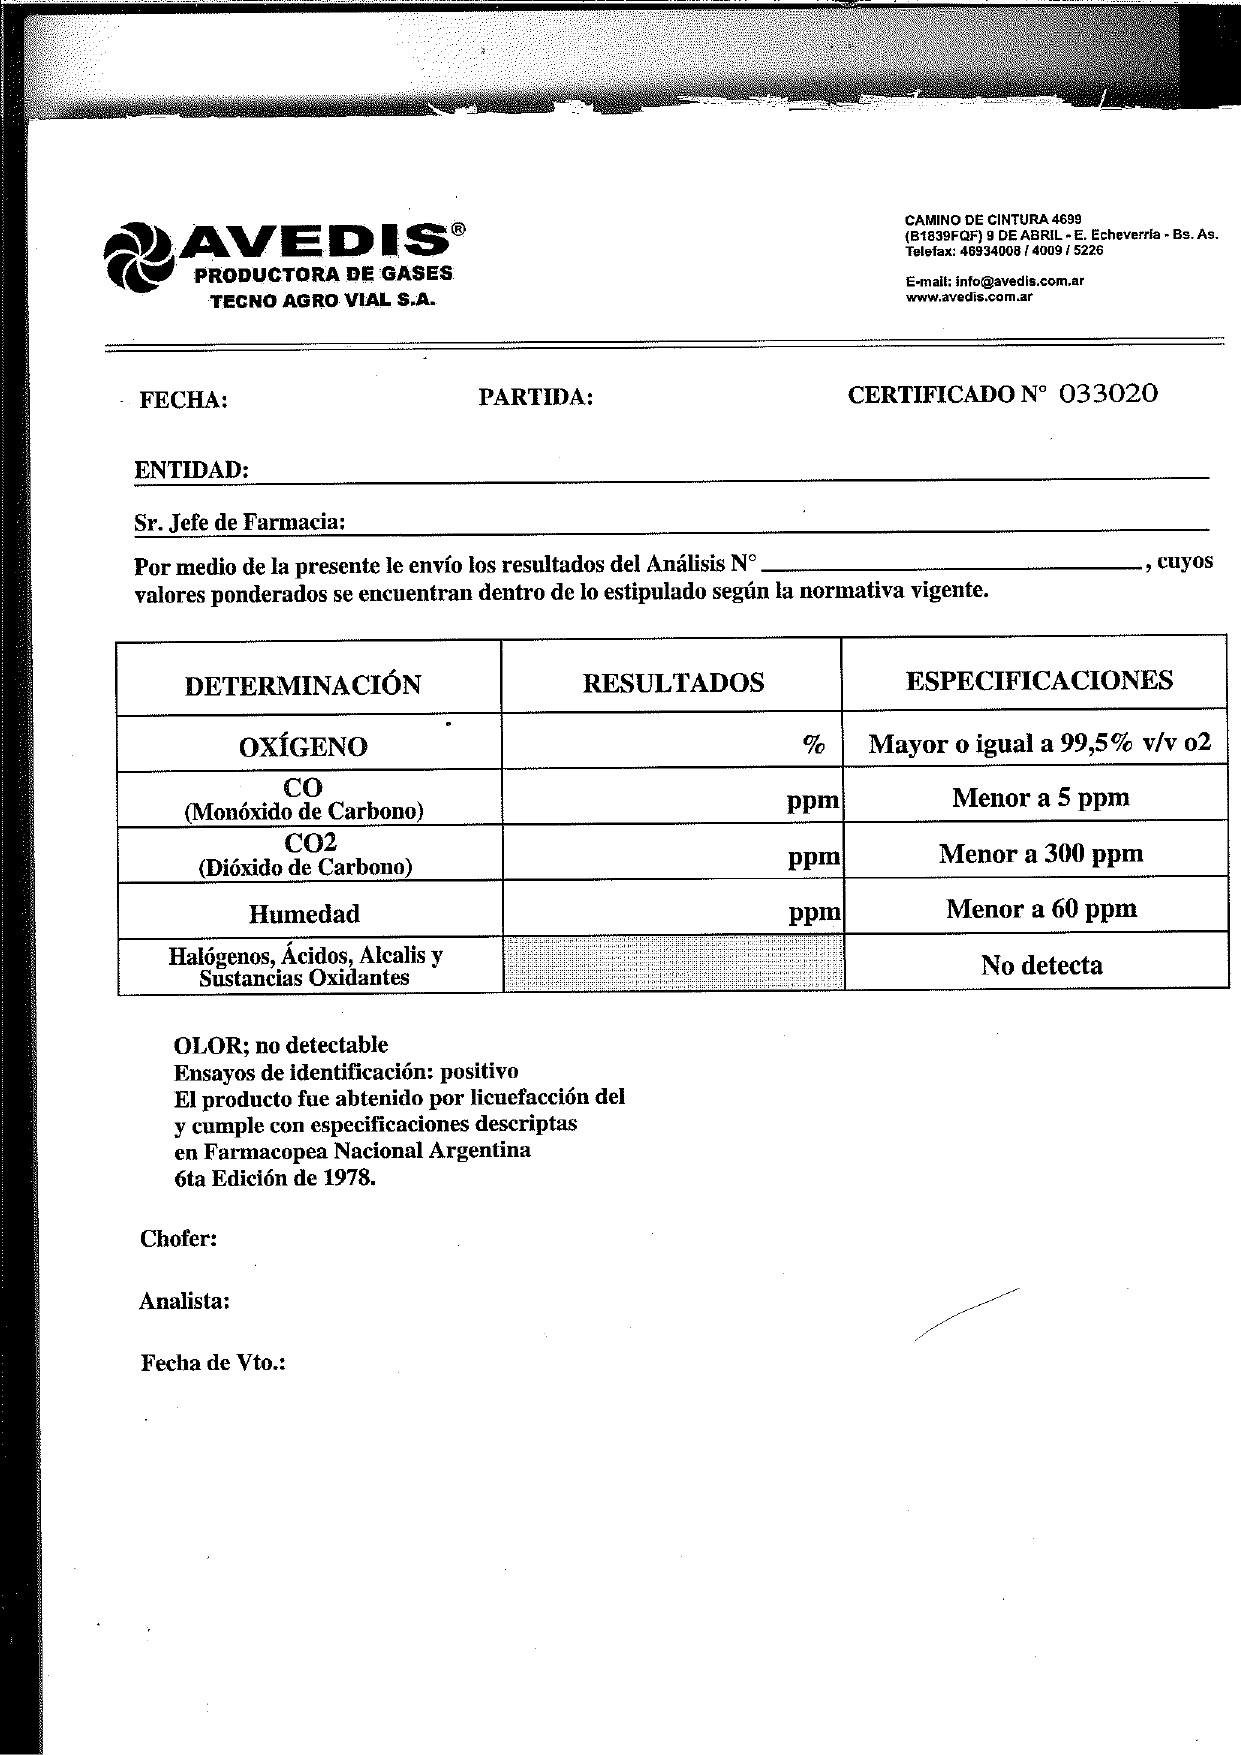 AVEDIS®
PRODUCTORA DE GASES
TECNO AGRO VIAL S.A.
CAMINO DE CINTURA 4699
(B1839FQF) 9 DE ABRIL - E. Echeverría - Bs. As.
Telefax: 46934008 / 4009 / 5226
E-mail: info@avedis.com.ar
www.avedis.com.ar
FECHA: PARTIDA: CERTIFICADO N° 033020
ENTIDAD:
Sr. Jefe de Farmacia:
Por medio de la presente le envío los resultados del Análisis N° , cuyos
valores ponderados se encuentran dentro de lo estipulado según la normativa vigente.
DETERMINACIÓN RESULTADOS ESPECIFICACIONES
OXÍGENO % Mayor o igual a 99,5% v/v o2
CO
(Monóxido de Carbono) ppm Menor a 5 ppm
CO2
(Dióxido de Carbono) ppm Menor a 300 ppm
Humedad ppm Menor a 60 ppm
Halógenos, Ácidos, Alcalis y
Sustancias Oxidantes No detecta
OLOR; no detectable
Ensayos de identificación: positivo
El producto fue abtenido por licuefacción del
y cumple con especificaciones descriptas
en Farmacopea Nacional Argentina
6ta Edición de 1978.
Chofer:
Analista:
Fecha de Vto.: